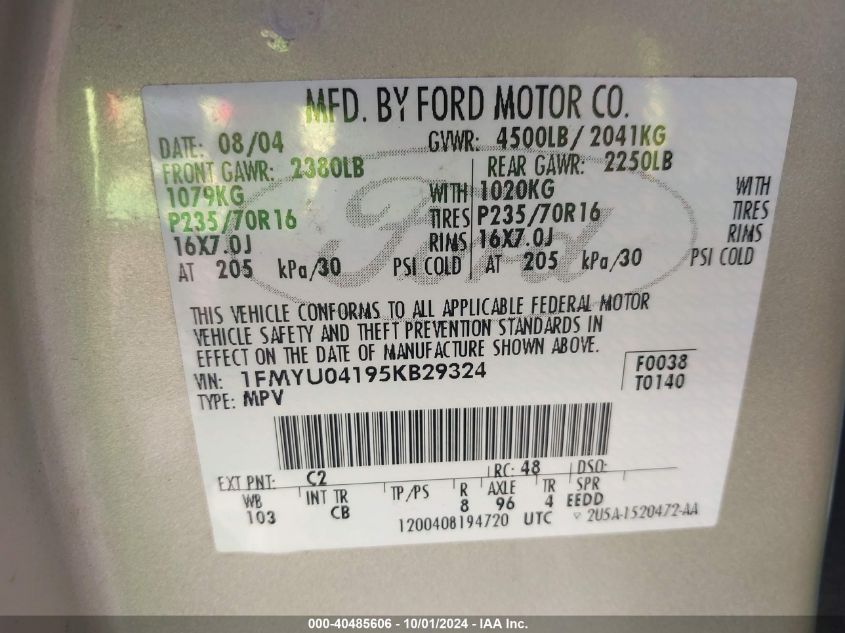 MFD. BY FORD MOTOR CO.
DATE: 08/04 GVWR: 4500LB/ 2041KG
FRONT GAWR: 2380LB REAR GAWR: 2250LB
1079KG WITH 1020KG WITH
P235/70R16 TIRES P235/70R16 TIRES
16X7.0J RIMS 16X7.0J RIMS
AT 205 kPa/30 PSI COLD AT 205 kPa/30 PSI COLD
Ford
THIS VEHICLE CONFORMS TO ALL APPLICABLE FEDERAL MOTOR
VEHICLE SAFETY AND THEFT PREVENTION STANDARDS IN
EFFECT ON THE DATE OF MANUFACTURE SHOWN ABOVE.
VIN: 1FMYU04195KB29324 F0038
TYPE: MPV T0140
EXT PNT: C2 RC: 48 DSO:
WB INT TR TP/PS R AXLE TR SPR
103 CB 8 96 4 EEDD
1200408194720 UTC 2U5A-1520472-AA
000-40485606 - 10/01/2024 - IAA Inc.